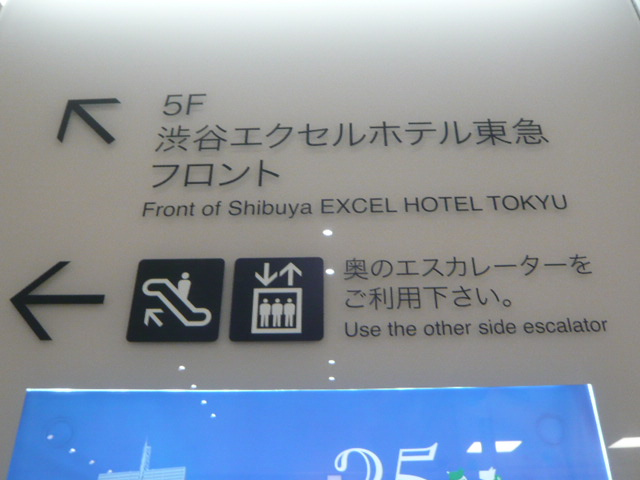 5F
渋谷エクセルホテル東急
フロント
Front of Shibuya EXCEL HOTEL TOKYU
奥のエスカレーターを
ご利用下さい。
Use the other side escalator
25